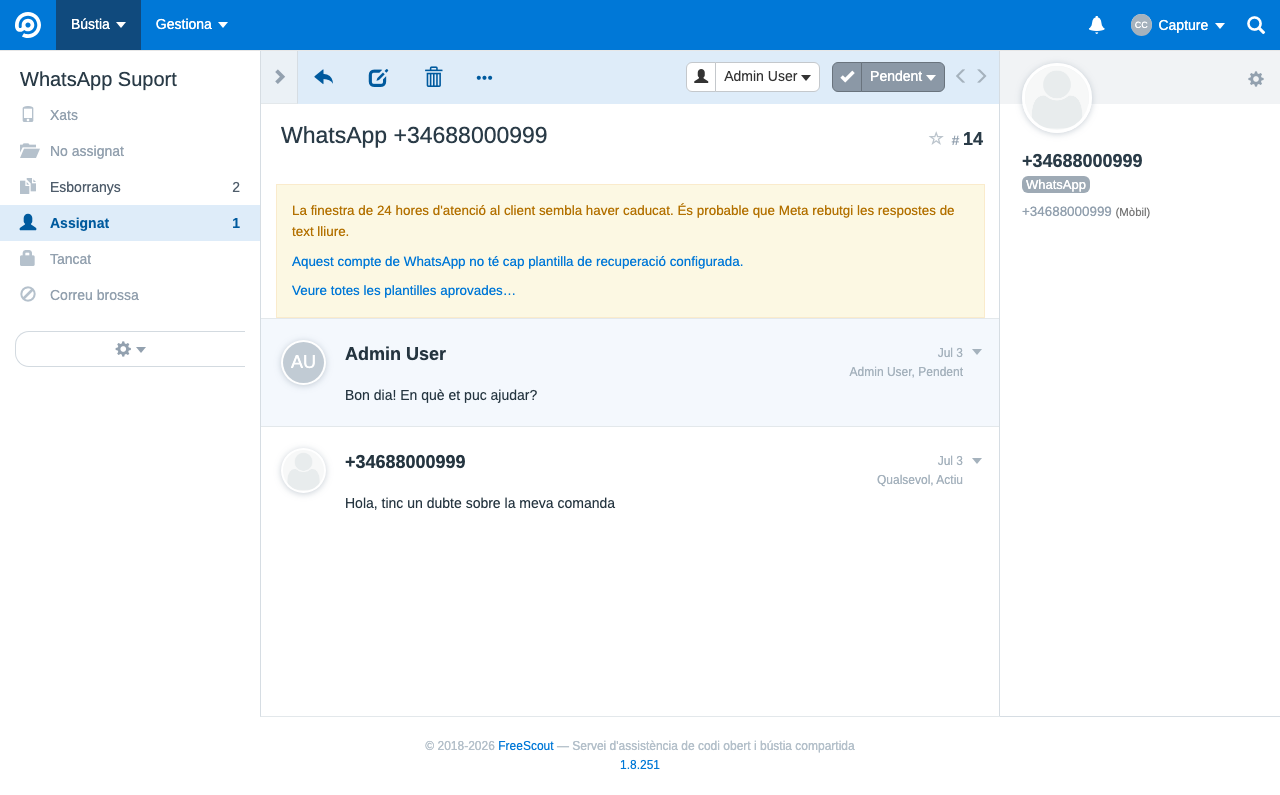 Bústia
Gestiona
CC
Capture
WhatsApp Suport
Xats
No assignat
Esborranys 2
Assignat 1
Tancat
Correu brossa
Admin User
Pendent
WhatsApp +34688000999
# 14
La finestra de 24 hores d'atenció al client sembla haver caducat. És probable que Meta rebutgi les respostes de
text lliure.
Aquest compte de WhatsApp no té cap plantilla de recuperació configurada.
Veure totes les plantilles aprovades…
AU
Admin User
Jul 3
Admin User, Pendent
Bon dia! En què et puc ajudar?
+34688000999
Jul 3
Qualsevol, Actiu
Hola, tinc un dubte sobre la meva comanda
+34688000999
WhatsApp
+34688000999 (Mòbil)
© 2018-2026 FreeScout — Servei d'assistència de codi obert i bústia compartida
1.8.251